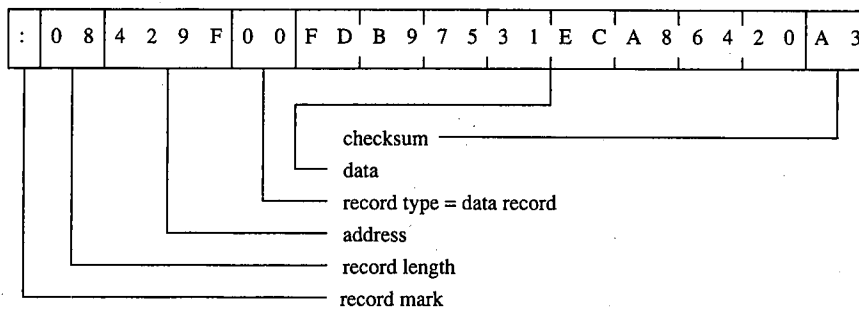 : 0 8 4 2 9 F 0 0 F D B 9 7 5 3 1 E C A 8 6 4 2 0 A 3
checksum
data
record type = data record
address
record length
record mark